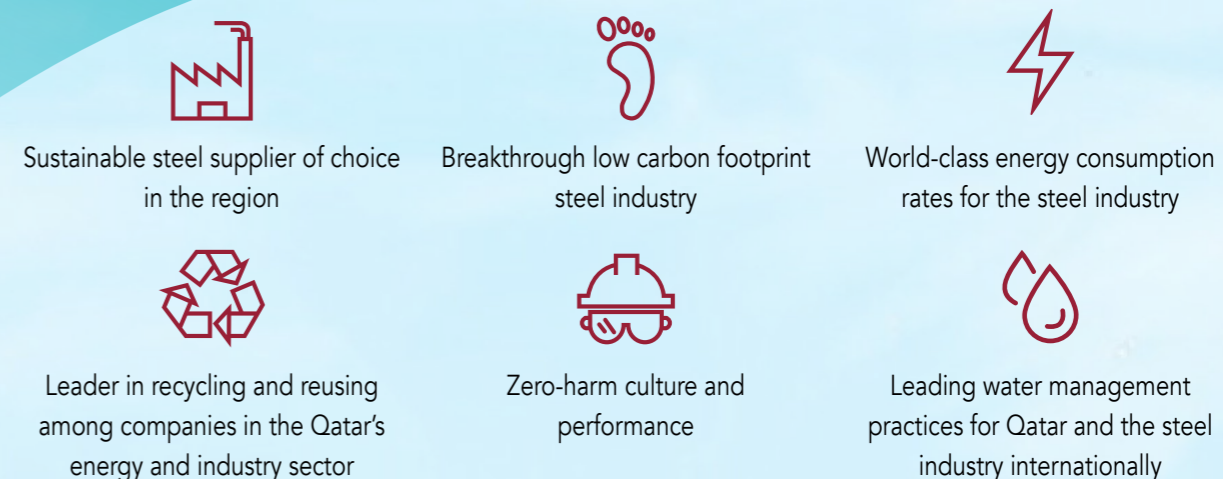 Sustainable steel supplier of choice
in the region
Breakthrough low carbon footprint
steel industry
World-class energy consumption
rates for the steel industry
Leader in recycling and reusing
among companies in the Qatar's
energy and industry sector
Zero-harm culture and
performance
Leading water management
practices for Qatar and the steel
industry internationally